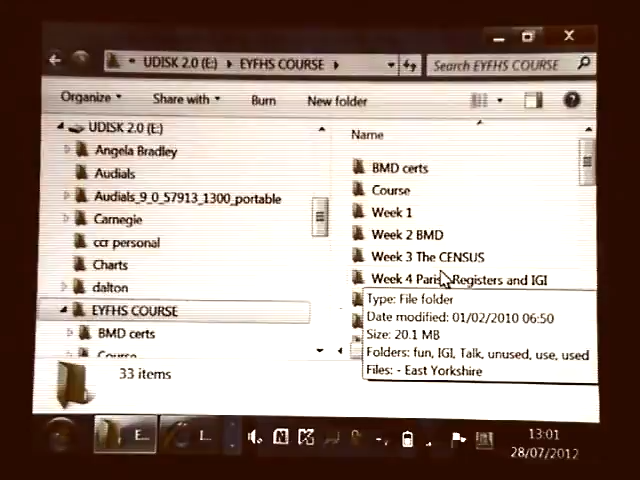 UDISK 2.0 (E:) ▸ EYFHS COURSE ▸
Search EYFHS COURSE
Organize
Share with
Burn
New folder
UDISK 2.0 (E:)
Angela Bradley
Audials
Audials_9_0_57913_1300_portable
Carnegie
ccr personal
Charts
dalton
EYFHS COURSE
BMD certs
Course
Name
BMD certs
Course
Week 1
Week 2 BMD
Week 3 The CENSUS
Week 4 Paris Registers and IGI
Type: File folder
Date modified: 01/02/2010 06:50
Size: 20.1 MB
Folders: fun, IGI, Talk, unused, use, used
Files: - East Yorkshire
33 items
E...
I...
13:01
28/07/2012